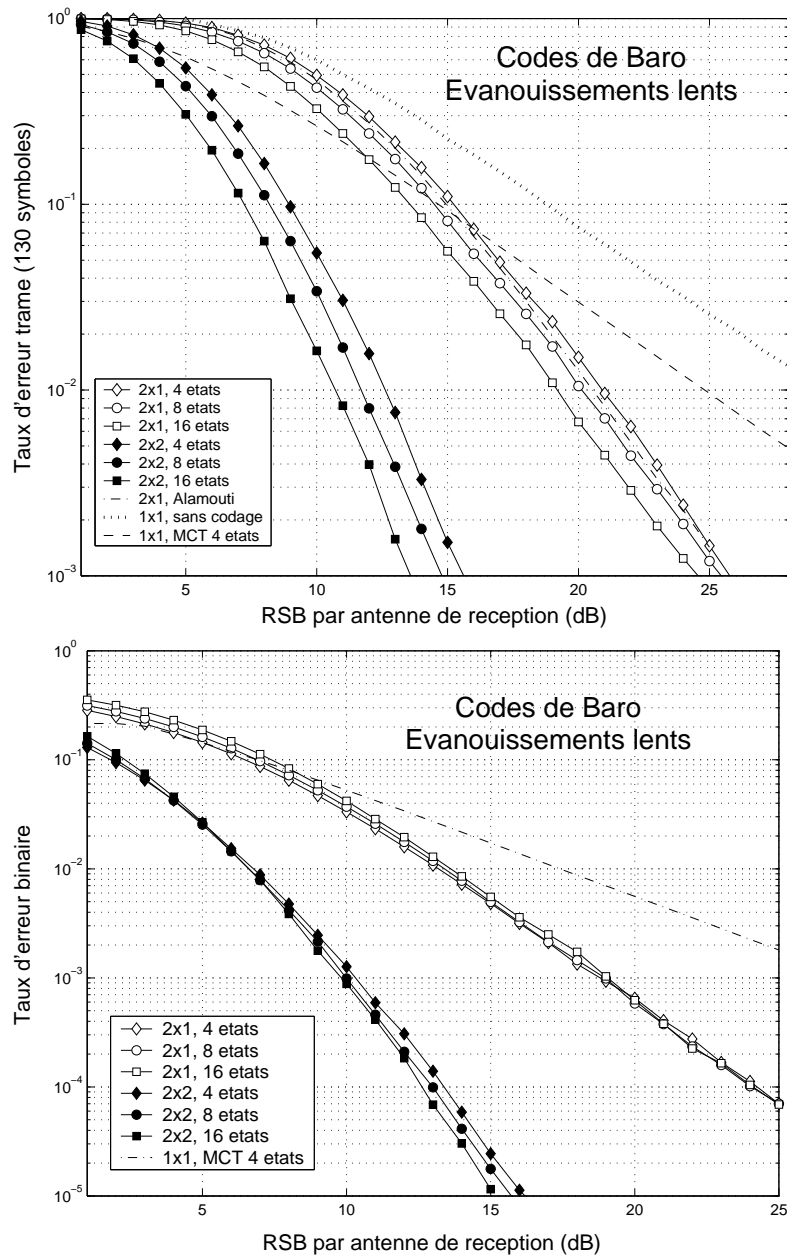 10⁰
10⁻¹
10⁻²
10⁻³
Taux d'erreur trame (130 symboles)
Codes de Baro
Evanouissements lents
2x1, 4 etats
2x1, 8 etats
2x1, 16 etats
2x2, 4 etats
2x2, 8 etats
2x2, 16 etats
2x1, Alamouti
1x1, sans codage
1x1, MCT 4 etats
5 10 15 20 25
RSB par antenne de reception (dB)
10⁰
10⁻¹
10⁻²
10⁻³
10⁻⁴
10⁻⁵
Taux d'erreur binaire
Codes de Baro
Evanouissements lents
2x1, 4 etats
2x1, 8 etats
2x1, 16 etats
2x2, 4 etats
2x2, 8 etats
2x2, 16 etats
1x1, MCT 4 etats
5 10 15 20 25
RSB par antenne de reception (dB)